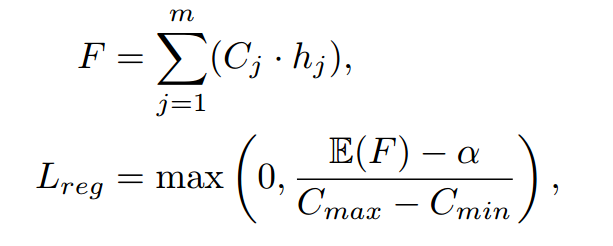 F = \sum_{j=1}^{m} (C_j \cdot h_j),
L_{reg} = \max\left(0, \frac{\mathbb{E}(F) - \alpha}{C_{max} - C_{min}}\right),